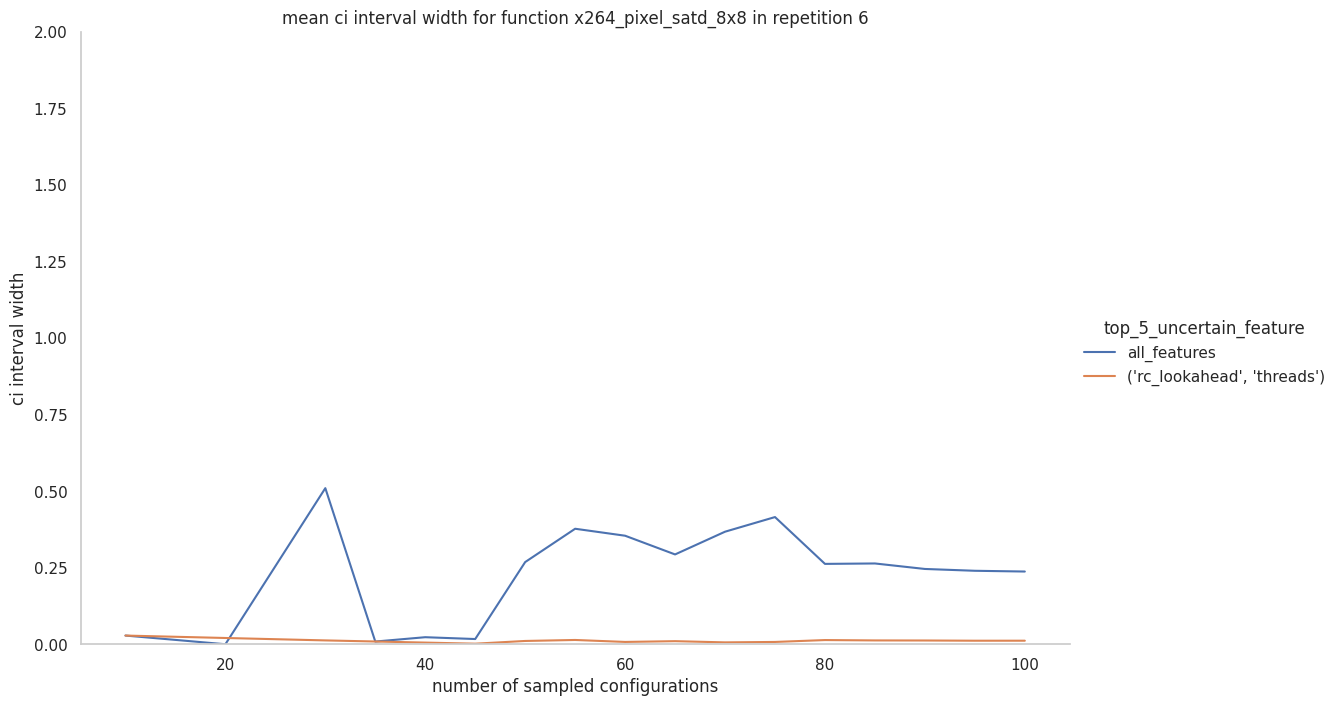 mean ci interval width for function x264_pixel_satd_8x8 in repetition 6
2.00
1.75
1.50
1.25
1.00
0.75
0.50
0.25
0.00
ci interval width
20
40
60
80
100
number of sampled configurations
top_5_uncertain_feature
all_features
('rc_lookahead', 'threads')